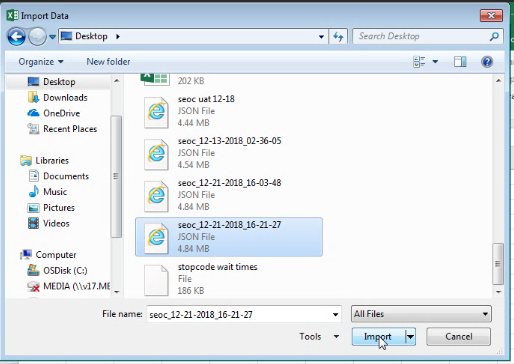 Import Data
Desktop
Search Desktop
Organize
New folder
Desktop
Downloads
OneDrive
Recent Places
Libraries
Documents
Music
Pictures
Videos
Computer
OSDisk (C:)
MEDIA (\\v17.ME
202 KB
seoc uat 12-18
JSON File
4.44 MB
seoc_12-13-2018_02-36-05
JSON File
4.54 MB
seoc_12-21-2018_16-03-48
JSON File
4.84 MB
seoc_12-21-2018_16-21-27
JSON File
4.84 MB
stopcode wait times
File
186 KB
File name: seoc_12-21-2018_16-21-27
All Files
Tools
Import
Cancel